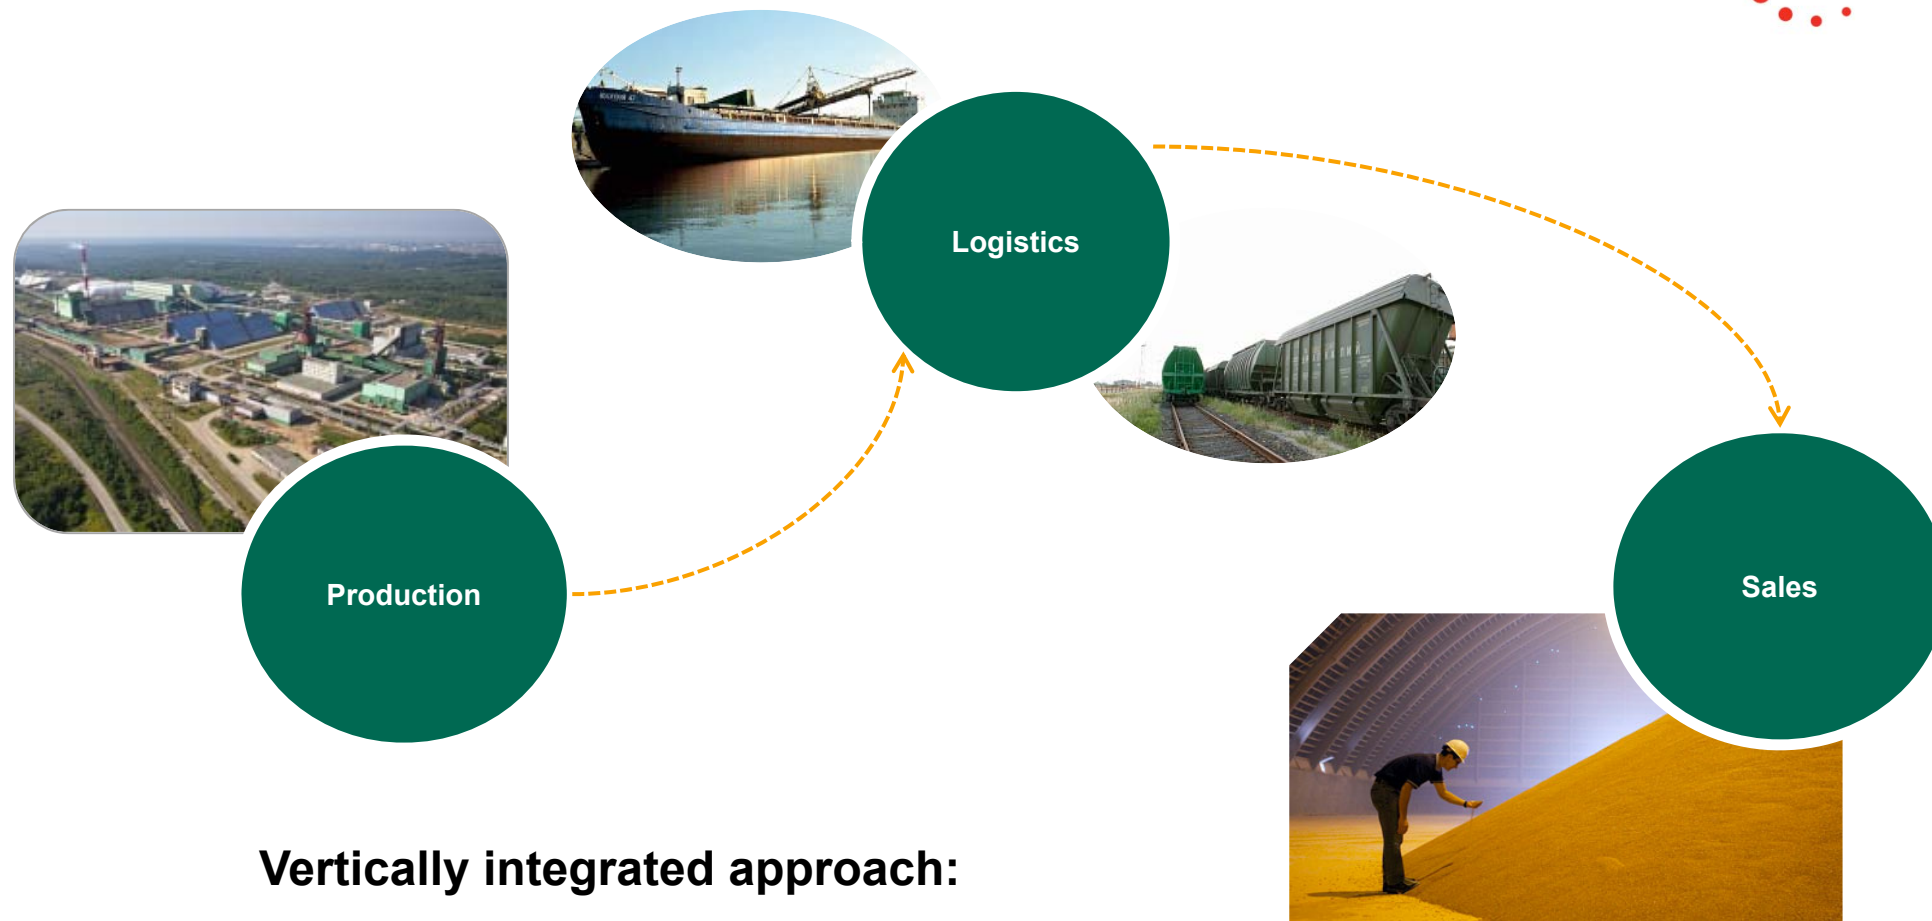 Logistics
Production
Sales
Vertically integrated approach: